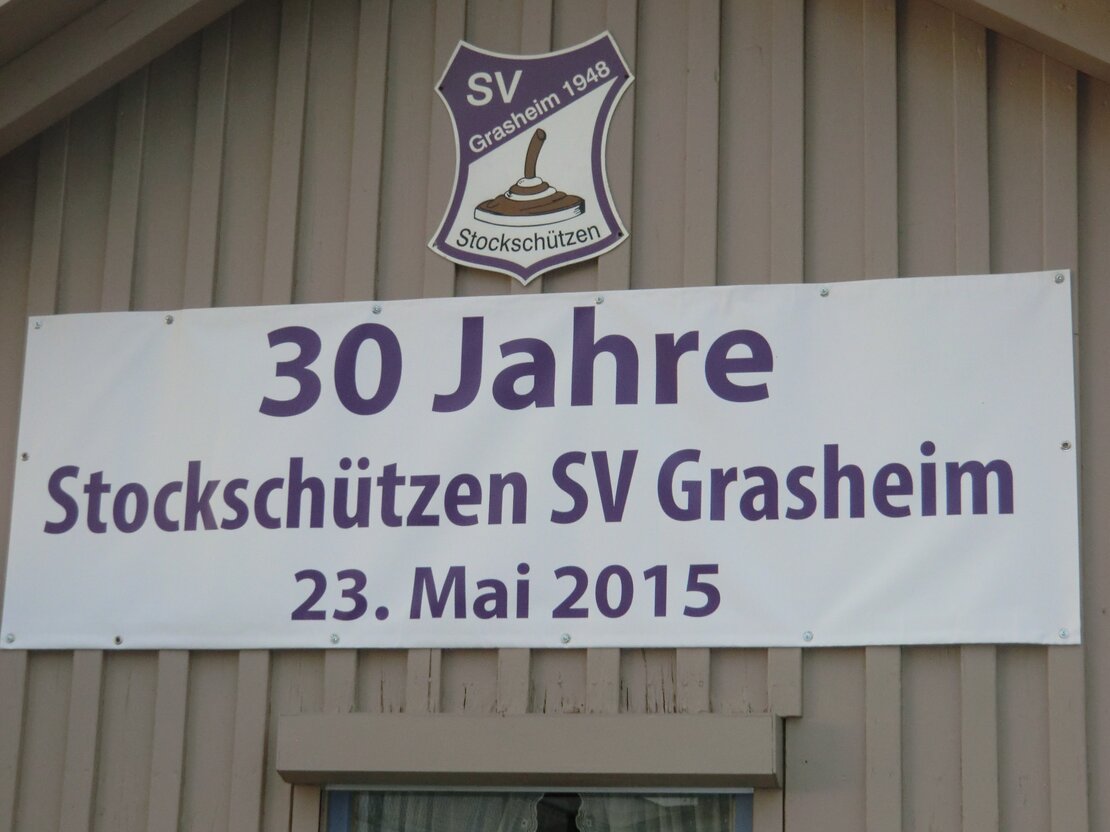 SV
Grasheim 1948
Stockschützen
30 Jahre
Stockschützen SV Grasheim
23. Mai 2015